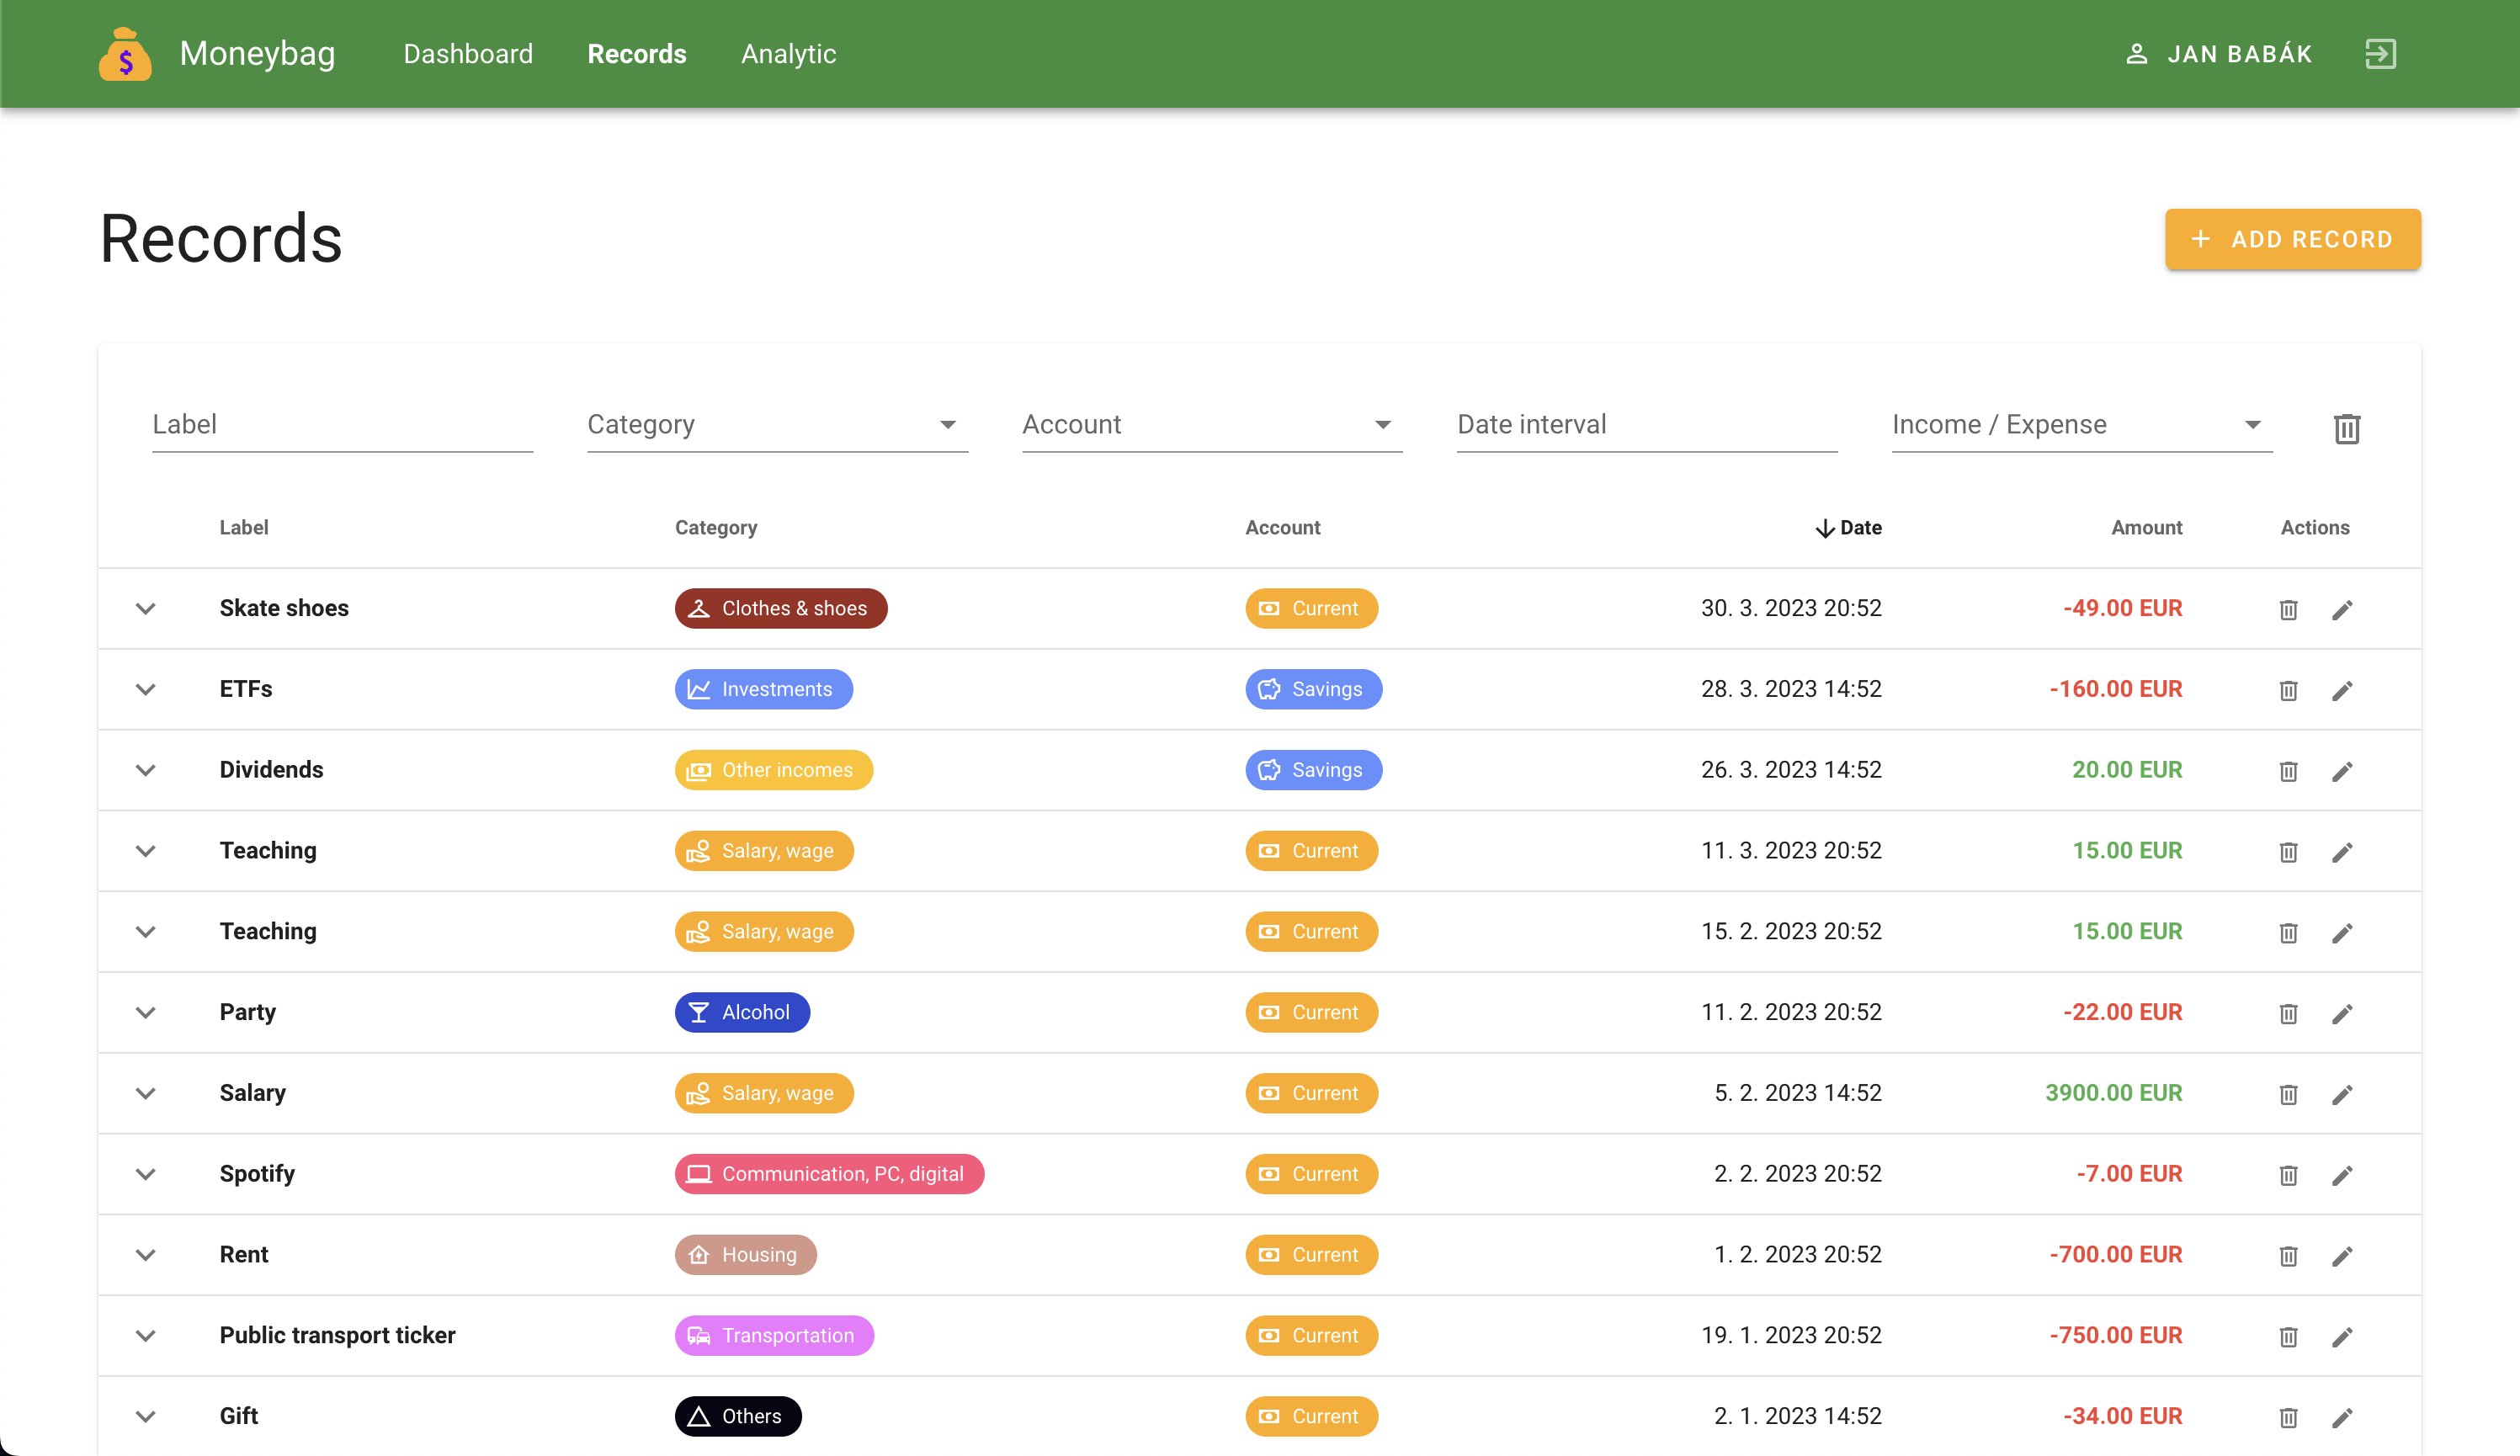 $ Moneybag Dashboard Records Analytic JAN BABÁK
Records
+ ADD RECORD
Label Category Account Date interval Income / Expense
Label Category Account Date Amount Actions
Skate shoes Clothes & shoes Current 30. 3. 2023 20:52 -49.00 EUR
ETFs Investments Savings 28. 3. 2023 14:52 -160.00 EUR
Dividends Other incomes Savings 26. 3. 2023 14:52 20.00 EUR
Teaching Salary, wage Current 11. 3. 2023 20:52 15.00 EUR
Teaching Salary, wage Current 15. 2. 2023 20:52 15.00 EUR
Party Alcohol Current 11. 2. 2023 20:52 -22.00 EUR
Salary Salary, wage Current 5. 2. 2023 14:52 3900.00 EUR
Spotify Communication, PC, digital Current 2. 2. 2023 20:52 -7.00 EUR
Rent Housing Current 1. 2. 2023 20:52 -700.00 EUR
Public transport ticker Transportation Current 19. 1. 2023 20:52 -750.00 EUR
Gift Others Current 2. 1. 2023 14:52 -34.00 EUR